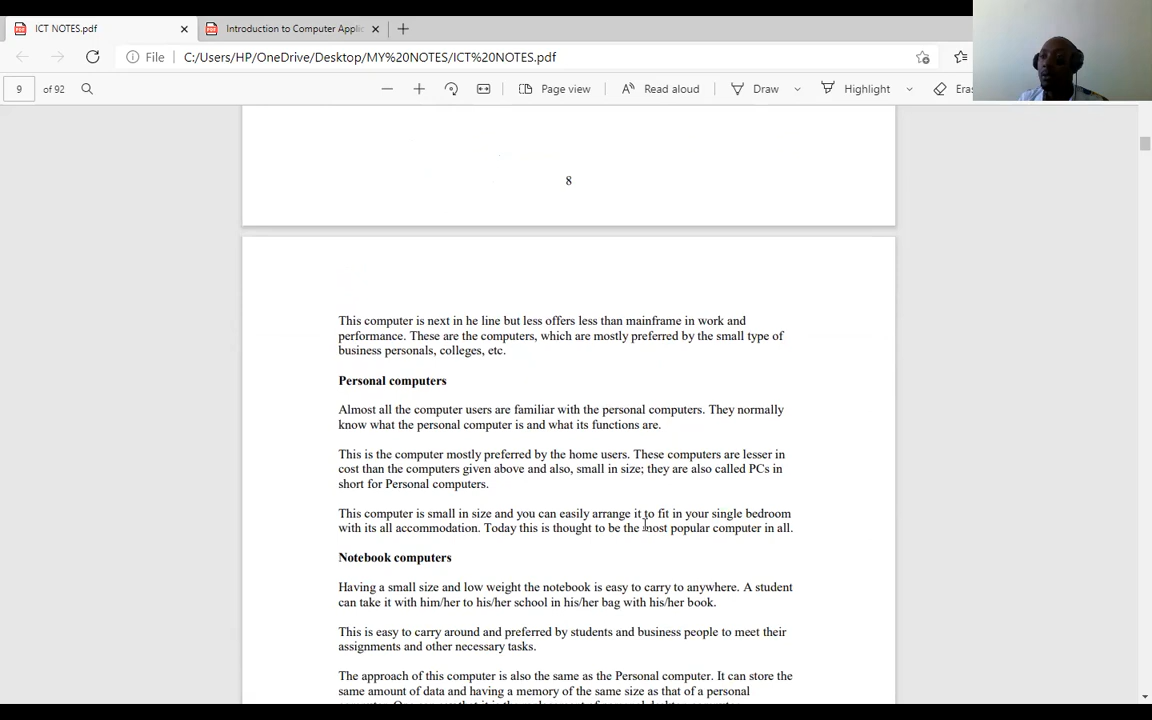 ICT NOTES.pdf
Introduction to Computer Applic
File
C:/Users/HP/OneDrive/Desktop/MY%20NOTES/ICT%20NOTES.pdf
9 of 92
Page view
Read aloud
Draw
Highlight
Eras
8
This computer is next in he line but less offers less than mainframe in work and
performance. These are the computers, which are mostly preferred by the small type of
business personals, colleges, etc.
Personal computers
Almost all the computer users are familiar with the personal computers. They normally
know what the personal computer is and what its functions are.
This is the computer mostly preferred by the home users. These computers are lesser in
cost than the computers given above and also, small in size; they are also called PCs in
short for Personal computers.
This computer is small in size and you can easily arrange it to fit in your single bedroom
with its all accommodation. Today this is thought to be the most popular computer in all.
Notebook computers
Having a small size and low weight the notebook is easy to carry to anywhere. A student
can take it with him/her to his/her school in his/her bag with his/her book.
This is easy to carry around and preferred by students and business people to meet their
assignments and other necessary tasks.
The approach of this computer is also the same as the Personal computer. It can store the
same amount of data and having a memory of the same size as that of a personal